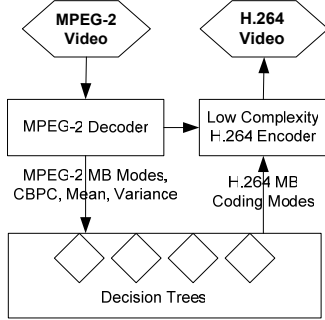 MPEG-2
Video
H.264
Video
MPEG-2 Decoder
Low Complexity
H.264 Encoder
MPEG-2 MB Modes,
CBPC, Mean, Variance
H.264 MB
Coding Modes
Decision Trees